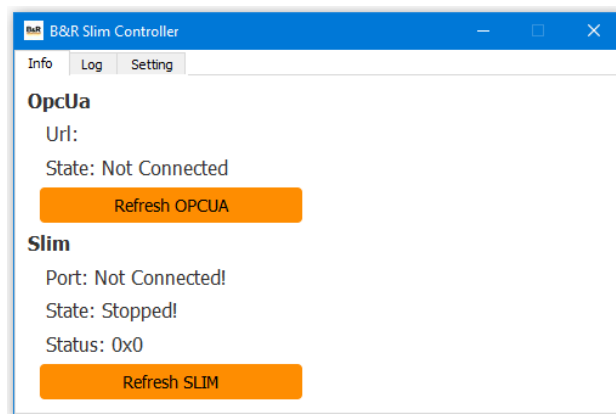 B&R B&R Slim Controller
Info Log Setting
OpcUa
Url:
State: Not Connected
Refresh OPCUA
Slim
Port: Not Connected!
State: Stopped!
Status: 0x0
Refresh SLIM